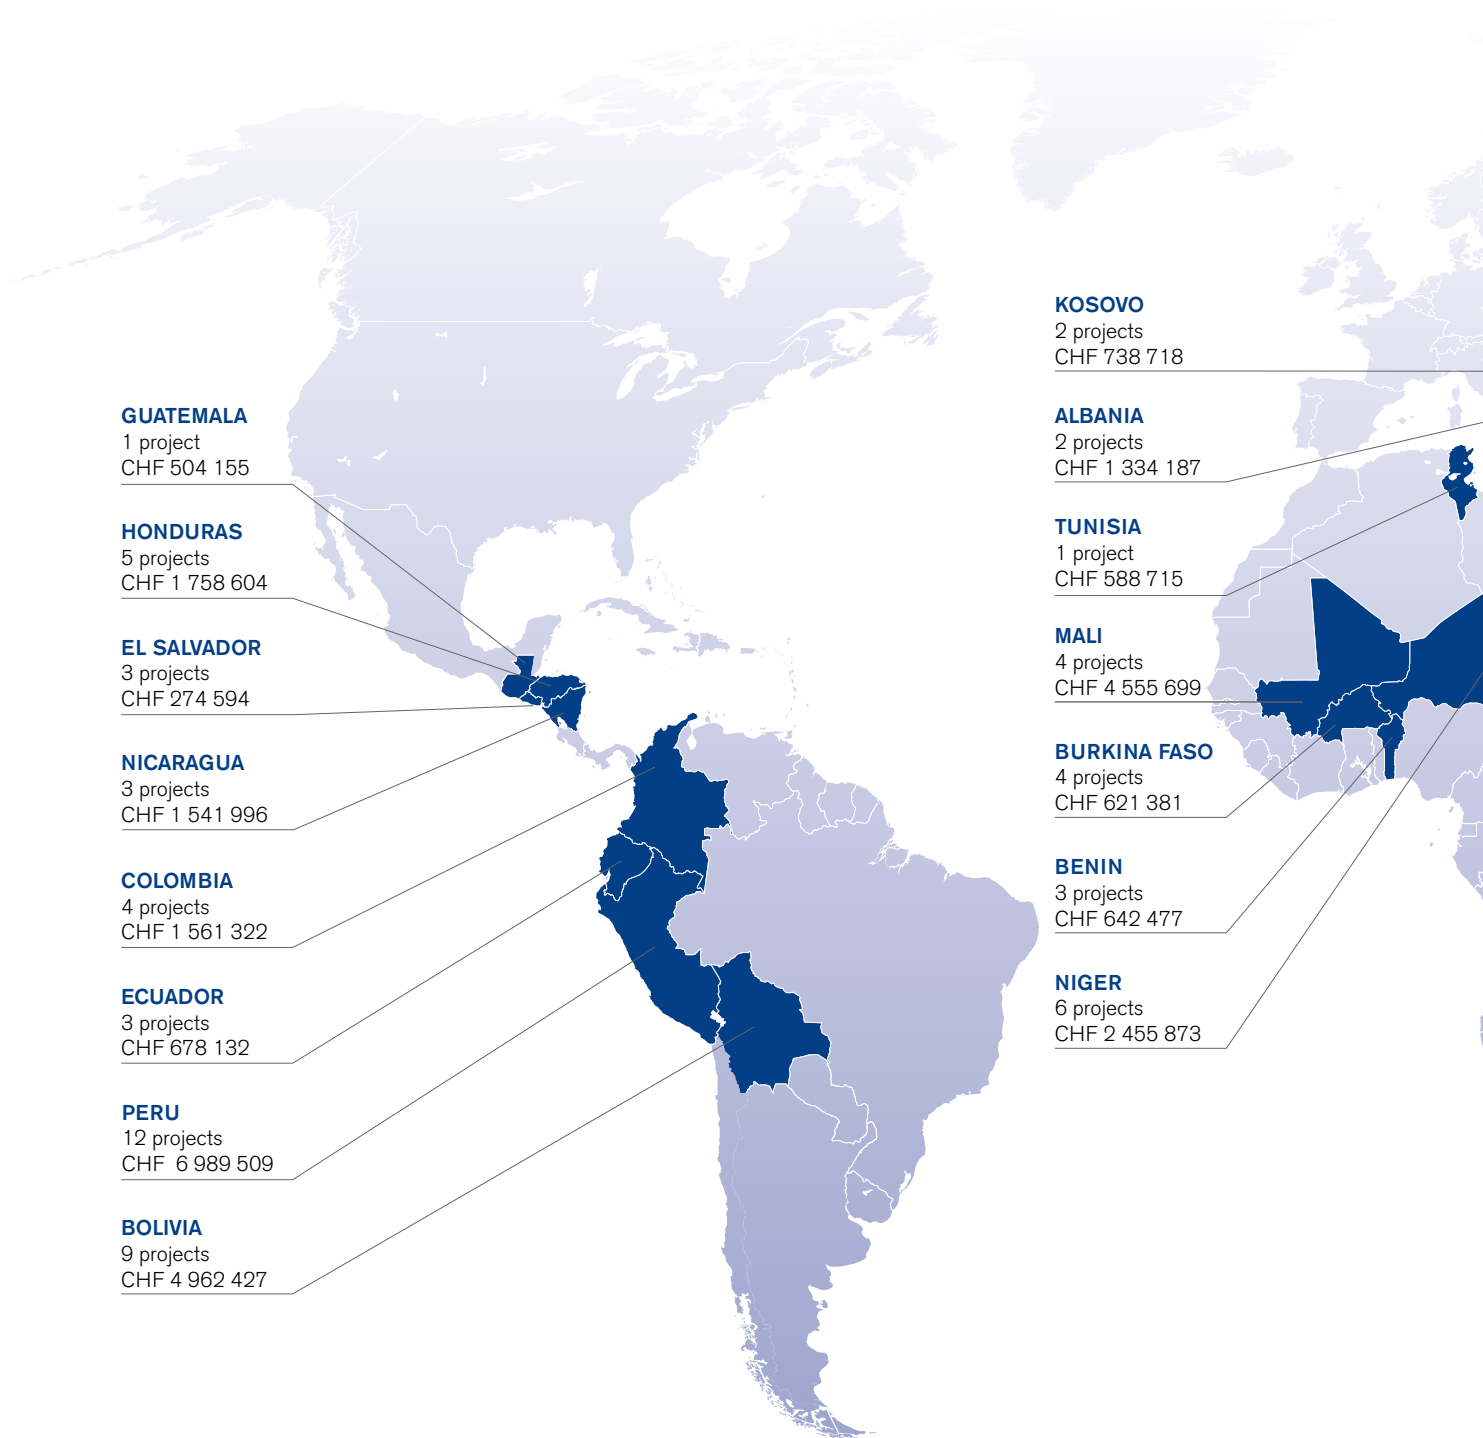 GUATEMALA
1 project
CHF 504 155
HONDURAS
5 projects
CHF 1 758 604
EL SALVADOR
3 projects
CHF 274 594
NICARAGUA
3 projects
CHF 1 541 996
COLOMBIA
4 projects
CHF 1 561 322
ECUADOR
3 projects
CHF 678 132
PERU
12 projects
CHF 6 989 509
BOLIVIA
9 projects
CHF 4 962 427
KOSOVO
2 projects
CHF 738 718
ALBANIA
2 projects
CHF 1 334 187
TUNISIA
1 project
CHF 588 715
MALI
4 projects
CHF 4 555 699
BURKINA FASO
4 projects
CHF 621 381
BENIN
3 projects
CHF 642 477
NIGER
6 projects
CHF 2 455 873